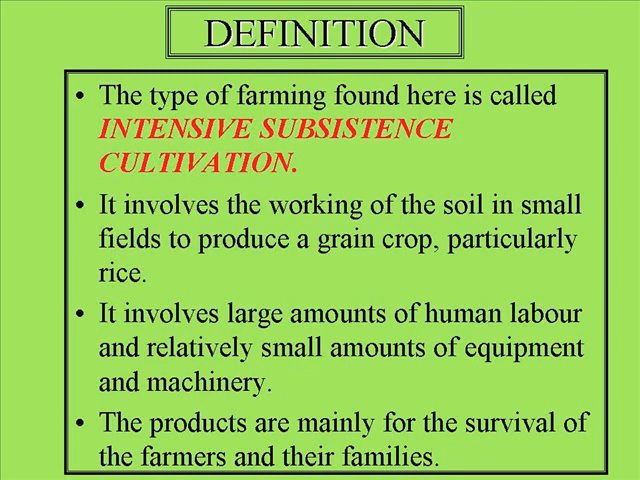 DEFINITION
• The type of farming found here is called
INTENSIVE SUBSISTENCE
CULTIVATION.
• It involves the working of the soil in small
fields to produce a grain crop, particularly
rice.
• It involves large amounts of human labour
and relatively small amounts of equipment
and machinery.
• The products are mainly for the survival of
the farmers and their families.